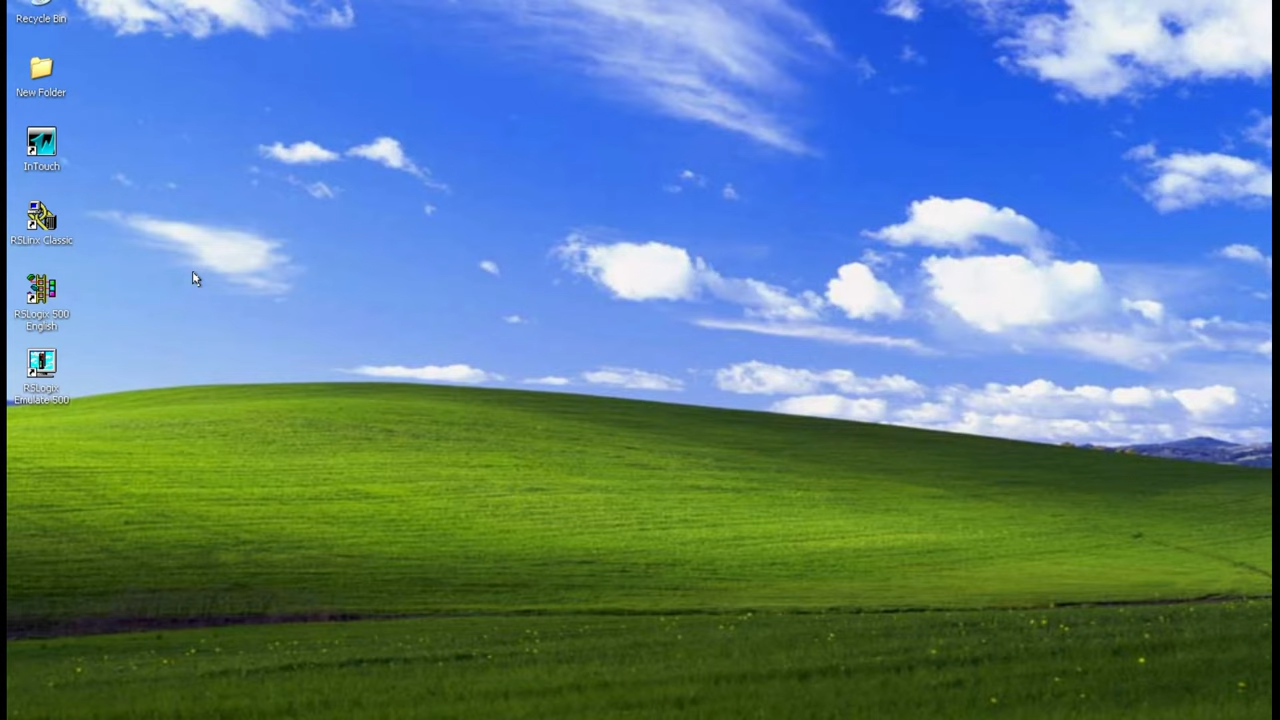 Recycle Bin
New Folder
InTouch
RSLinx Classic
RSLogix 500
English
RSLogix
Emulate 500